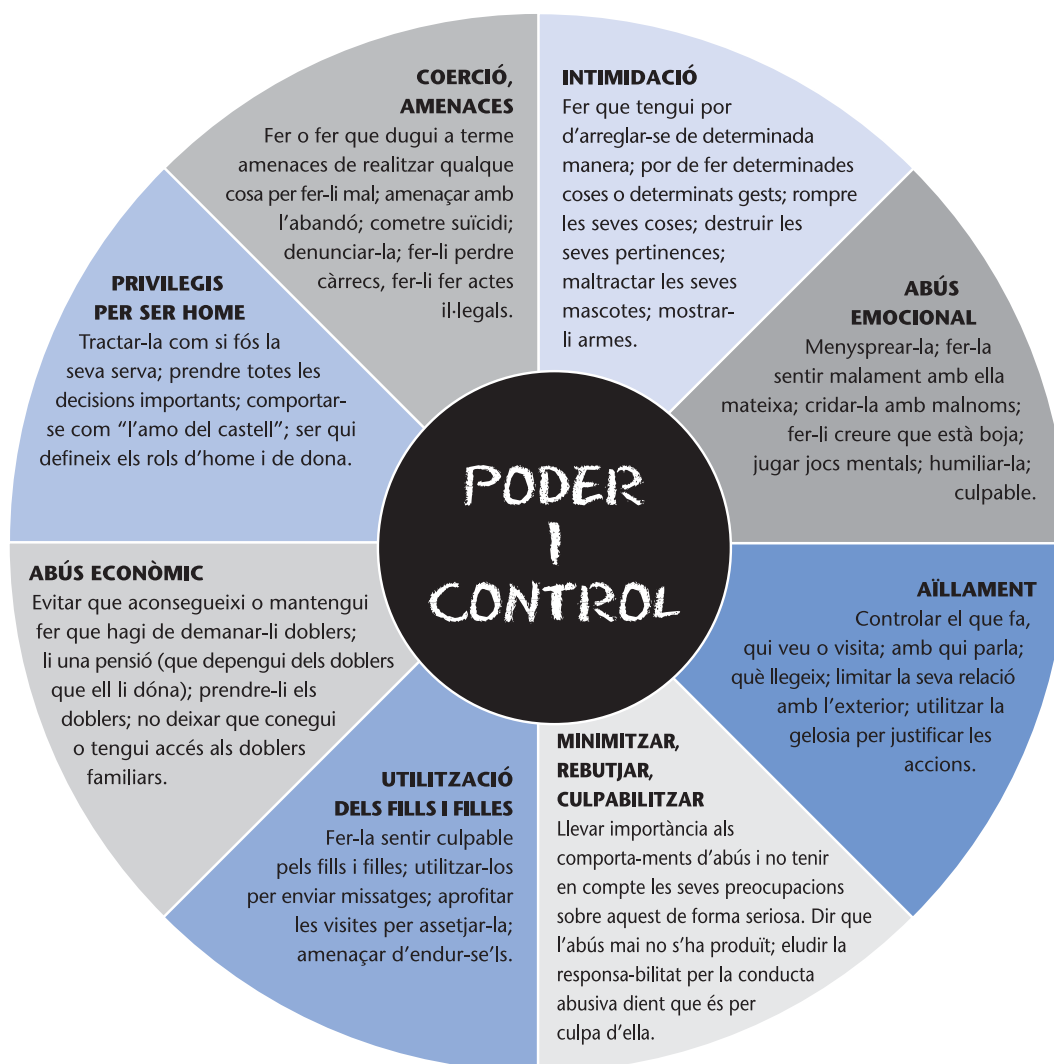 COERCIÓ,
AMENACES
Fer o fer que dugui a terme
amenaces de realitzar qualque
cosa per fer-li mal; amenaçar amb
l'abandó; cometre suïcidi;
denunciar-la; fer-li perdre
càrrecs, fer-li fer actes
il·legals.
INTIMIDACIÓ
Fer que tengui por
d'arreglar-se de determinada
manera; por de fer determinades
coses o determinats gests; rompre
les seves coses; destruir les
seves pertinences;
maltractar les seves
mascotes; mostrar-
li armes.
ABÚS
EMOCIONAL
Menysprear-la; fer-la
sentir malament amb ella
mateixa; cridar-la amb malnoms;
fer-li creure que està boja;
jugar jocs mentals; humiliar-la;
culpable.
AÏLLAMENT
Controlar el que fa,
qui veu o visita; amb qui parla;
què llegeix; limitar la seva relació
amb l'exterior; utilitzar la
gelosia per justificar les
accions.
MINIMITZAR,
REBUTJAR,
CULPABILITZAR
Llevar importància als
comporta-ments d'abús i no tenir
en compte les seves preocupacions
sobre aquest de forma seriosa. Dir que
l'abús mai no s'ha produït; eludir la
responsa-bilitat per la conducta
abusiva dient que és per
culpa d'ella.
UTILITZACIÓ
DELS FILLS I FILLES
Fer-la sentir culpable
pels fills i filles; utilitzar-los
per enviar missatges; aprofitar
les visites per assetjar-la;
amenaçar d'endur-se'ls.
ABÚS ECONÒMIC
Evitar que aconsegueixi o mantengui
fer que hagi de demanar-li doblers;
li una pensió (que depengui dels doblers
que ell li dóna); prendre-li els
doblers; no deixar que conegui
o tengui accés als doblers
familiars.
PRIVILEGIS
PER SER HOME
Tractar-la com si fós la
seva serva; prendre totes les
decisions importants; comportar-
se com “l'amo del castell”; ser qui
defineix els rols d'home i de dona.
PODER
I
CONTROL